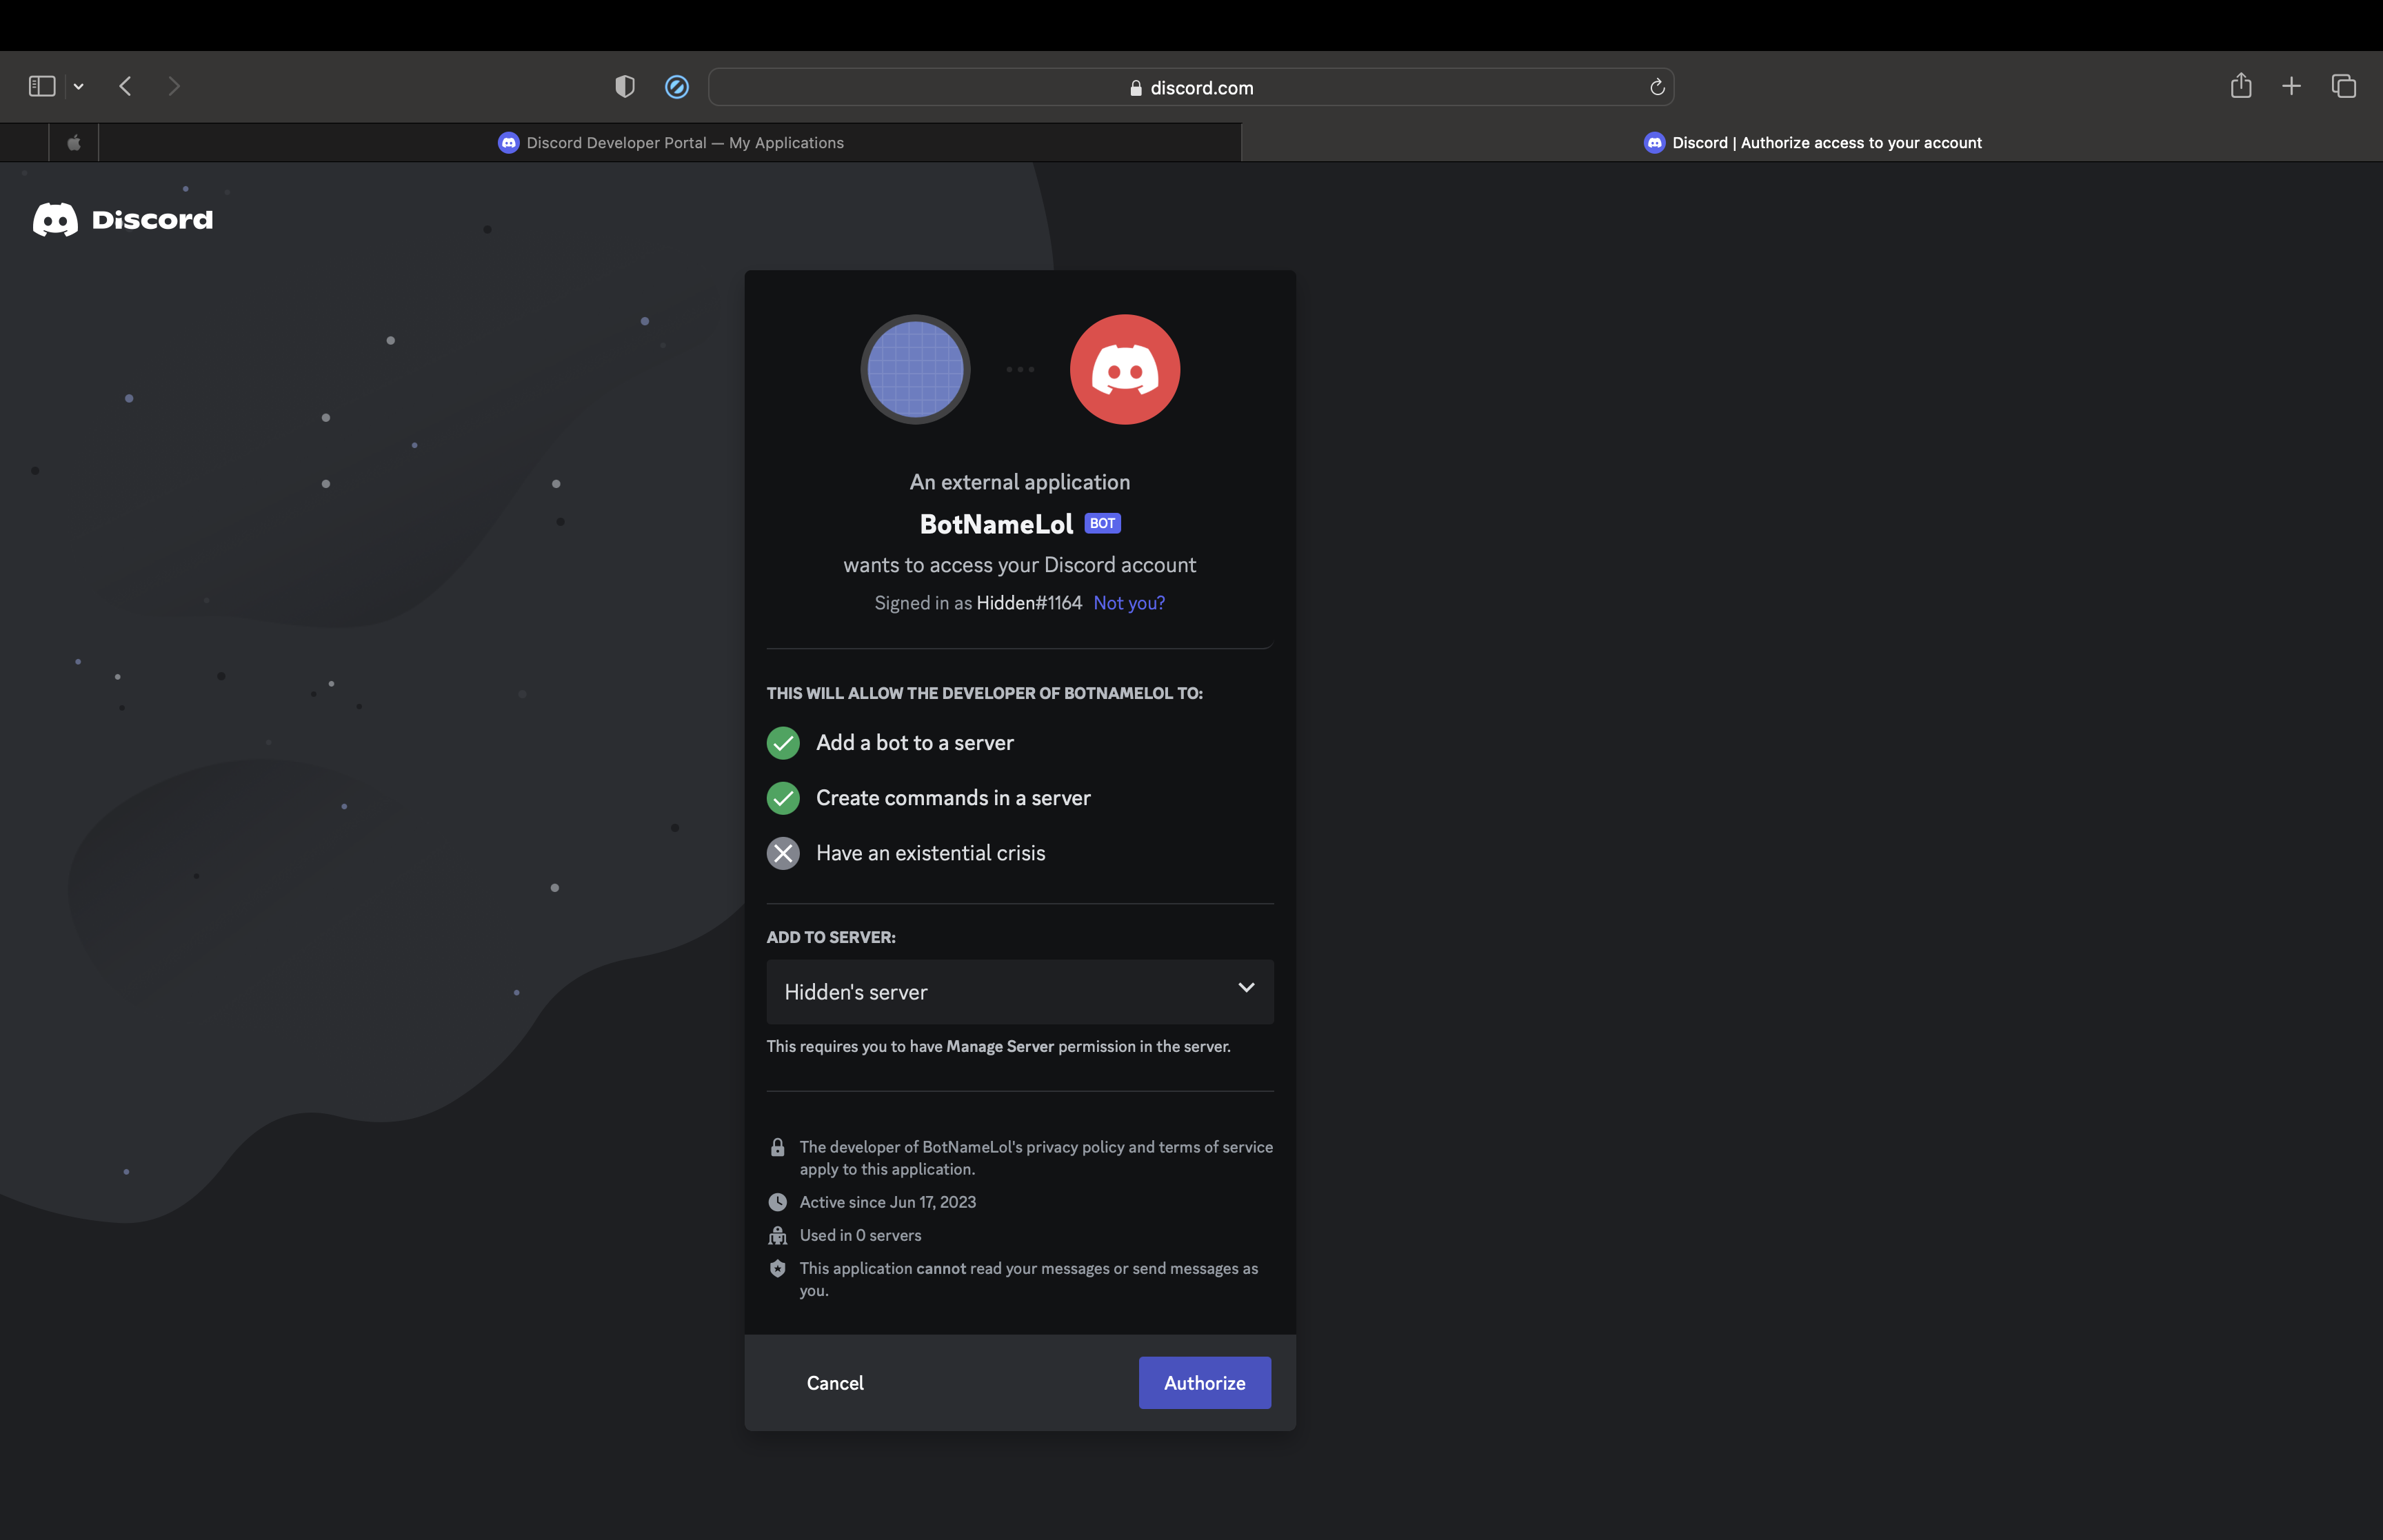 discord.com
Discord Developer Portal — My Applications
Discord | Authorize access to your account
Discord
An external application
BotNameLol BOT
wants to access your Discord account
Signed in as Hidden#1164 Not you?
THIS WILL ALLOW THE DEVELOPER OF BOTNAMELOL TO:
Add a bot to a server
Create commands in a server
Have an existential crisis
ADD TO SERVER:
Hidden's server
This requires you to have Manage Server permission in the server.
The developer of BotNameLol's privacy policy and terms of service
apply to this application.
Active since Jun 17, 2023
Used in 0 servers
This application cannot read your messages or send messages as
you.
Cancel
Authorize